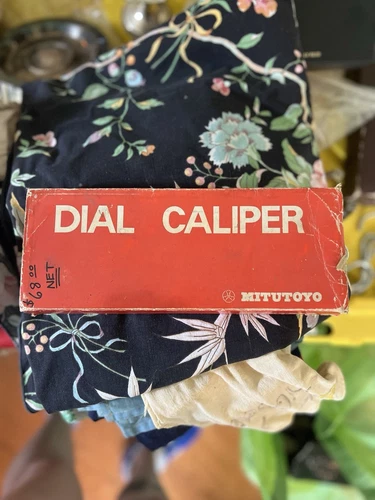 DIAL CALIPER
$68.00
NET
MITUTOYO